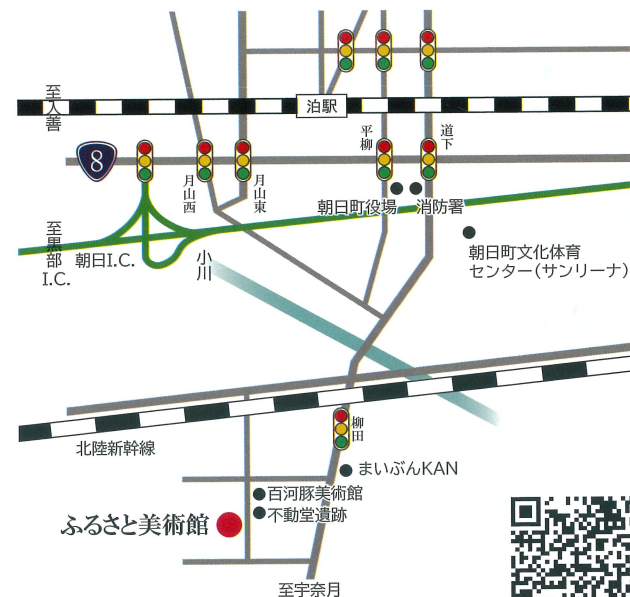 至入善
泊駅
平柳
道下
8
月山西
月山東
朝日町役場
消防署
至黒部
I.C.
朝日I.C.
小川
朝日町文化体育
センター(サンリーナ)
北陸新幹線
柳田
まいぶんKAN
百河豚美術館
不動堂遺跡
ふるさと美術館
至宇奈月